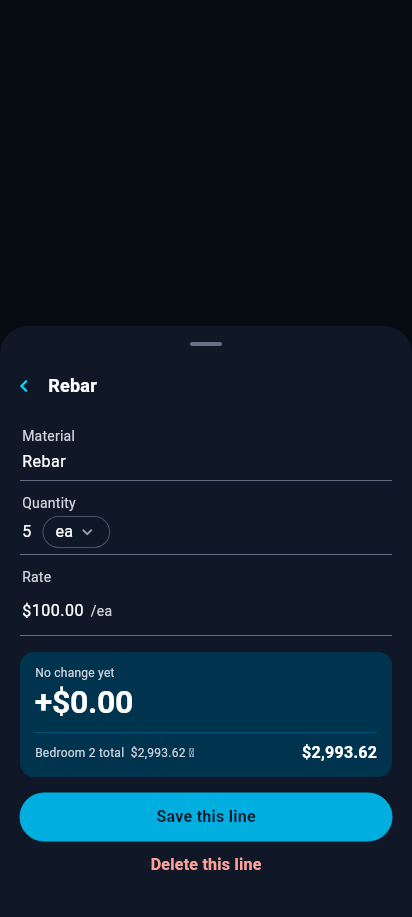 Rebar
Material
Rebar
Quantity
5 ea
Rate
$100.00 /ea
No change yet
+$0.00
Bedroom 2 total $2,993.62
$2,993.62
Save this line
Delete this line